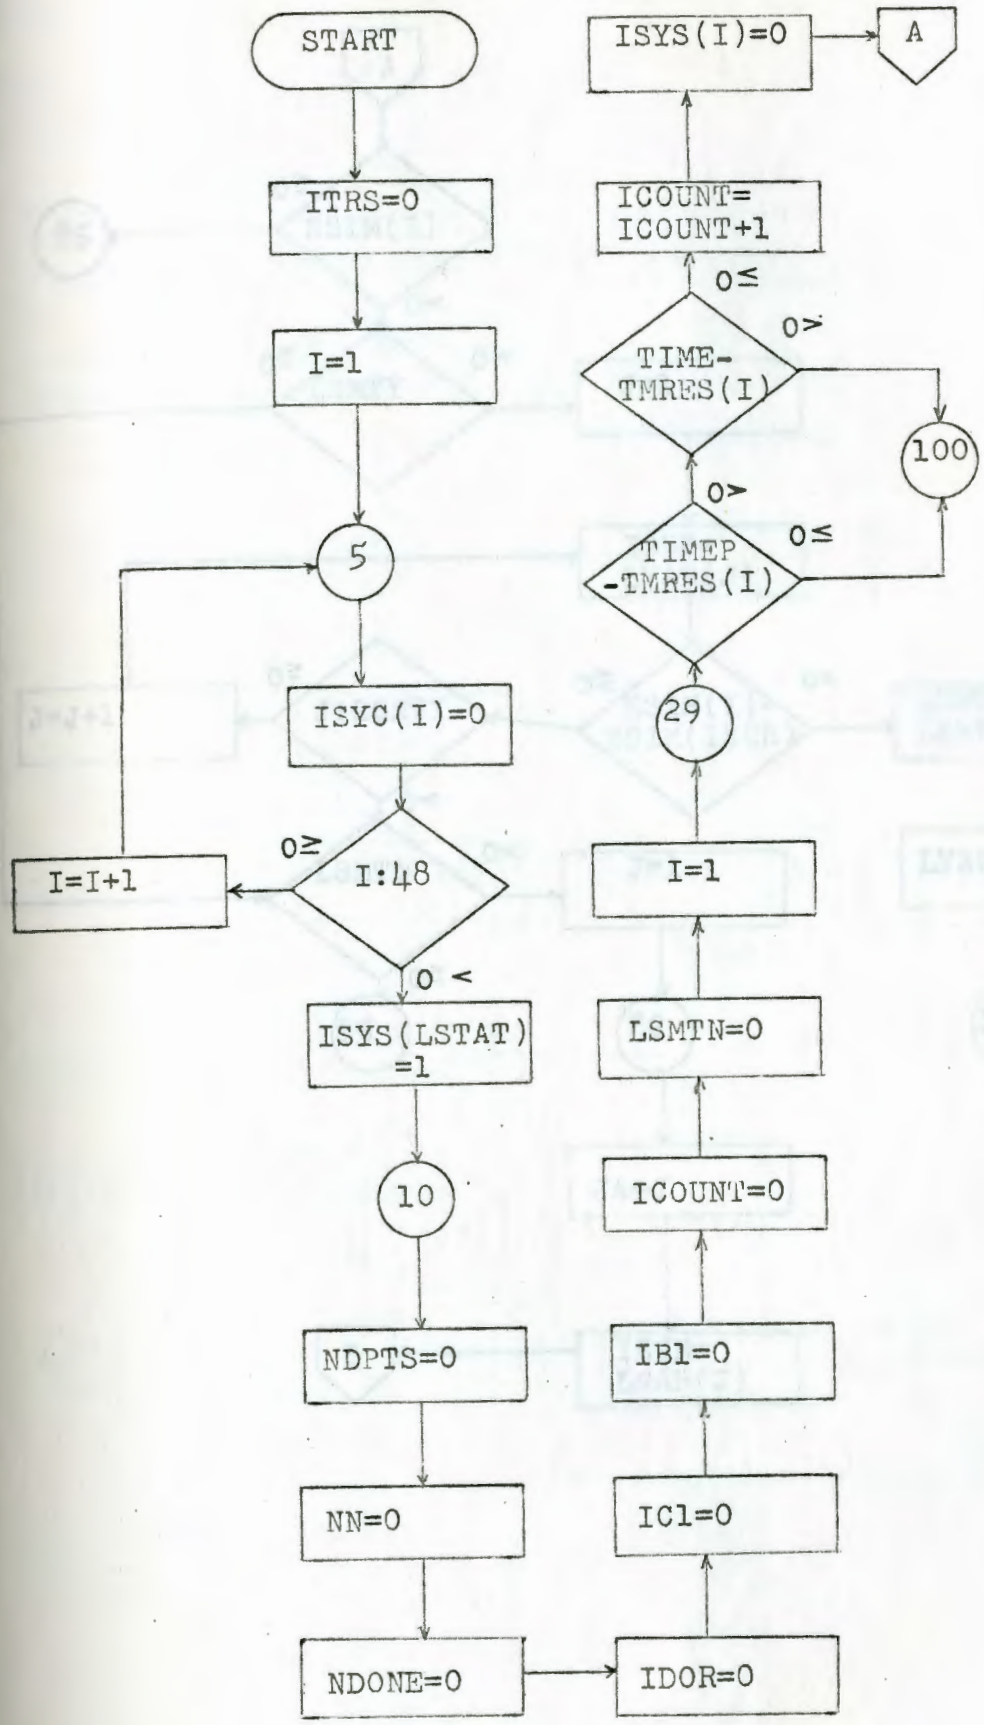 START
ITRS=0
I=1
5
ISYC(I)=0
I:48
0≥
I=I+1
0 <
ISYS(LSTAT)
=1
10
NDPTS=0
NN=0
NDONE=0
IDOR=0
IC1=0
IB1=0
ICOUNT=0
LSMTN=0
I=1
29
TIMEP
-TMRES(I)
0≤
0>
100
TIME-
TMRES(I)
0>
0≤
ICOUNT=
ICOUNT+1
ISYS(I)=0
A